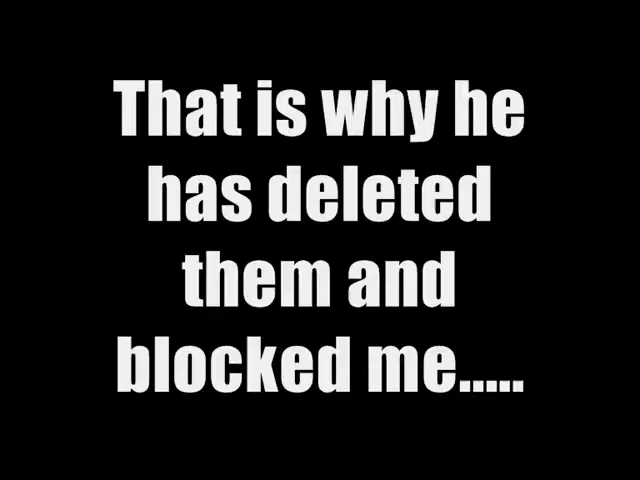 That is why he
has deleted
them and
blocked me.....